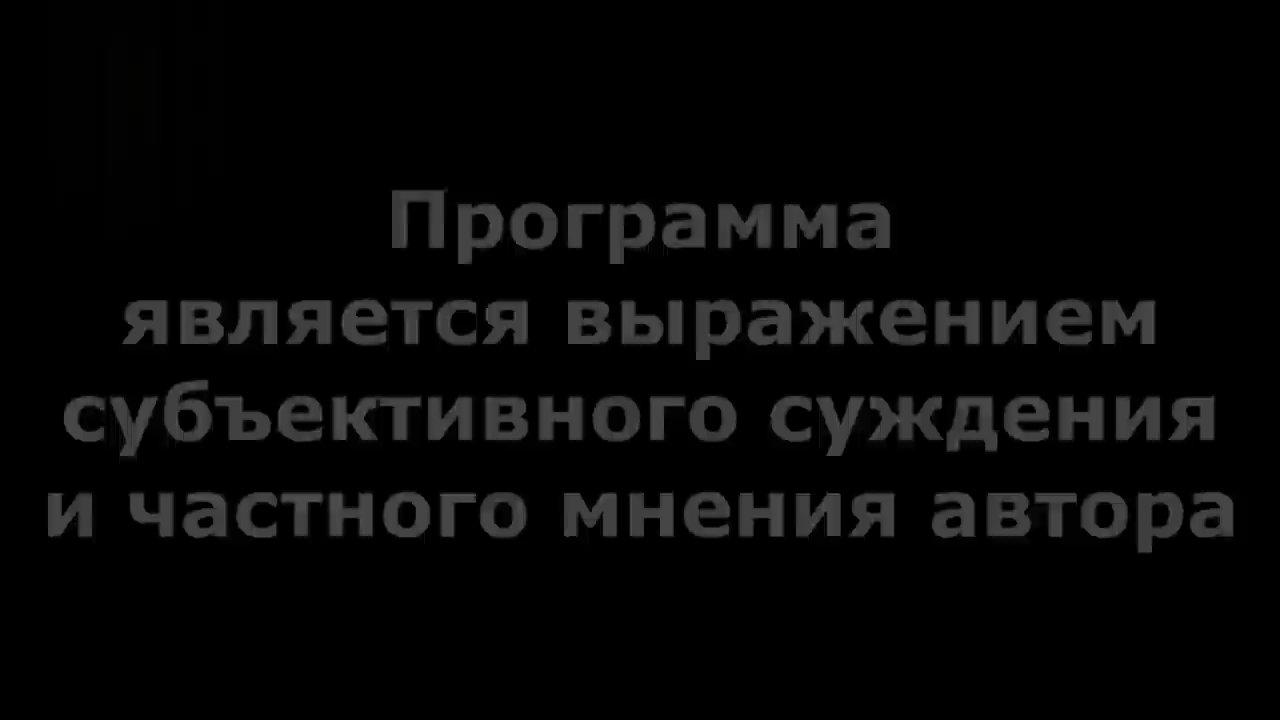 Программа
является выражением
субъективного суждения
и частного мнения автора